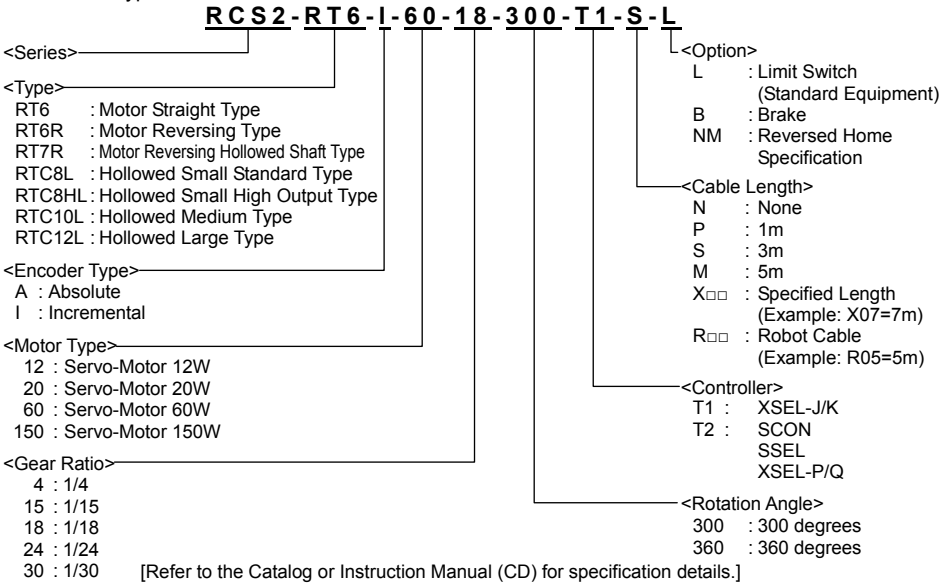 RCS2-RT6-I-60-18-300-T1-S-L
<Series>
<Type>
RT6 : Motor Straight Type
RT6R : Motor Reversing Type
RT7R : Motor Reversing Hollowed Shaft Type
RTC8L : Hollowed Small Standard Type
RTC8HL : Hollowed Small High Output Type
RTC10L : Hollowed Medium Type
RTC12L : Hollowed Large Type
<Encoder Type>
A : Absolute
I : Incremental
<Motor Type>
12 : Servo-Motor 12W
20 : Servo-Motor 20W
60 : Servo-Motor 60W
150 : Servo-Motor 150W
<Gear Ratio>
4 : 1/4
15 : 1/15
18 : 1/18
24 : 1/24
30 : 1/30
<Option>
L : Limit Switch
(Standard Equipment)
B : Brake
NM : Reversed Home
Specification
<Cable Length>
N : None
P : 1m
S : 3m
M : 5m
X□□ : Specified Length
(Example: X07=7m)
R□□ : Robot Cable
(Example: R05=5m)
<Controller>
T1 : XSEL-J/K
T2 : SCON
SSEL
XSEL-P/Q
<Rotation Angle>
300 : 300 degrees
360 : 360 degrees
[Refer to the Catalog or Instruction Manual (CD) for specification details.]